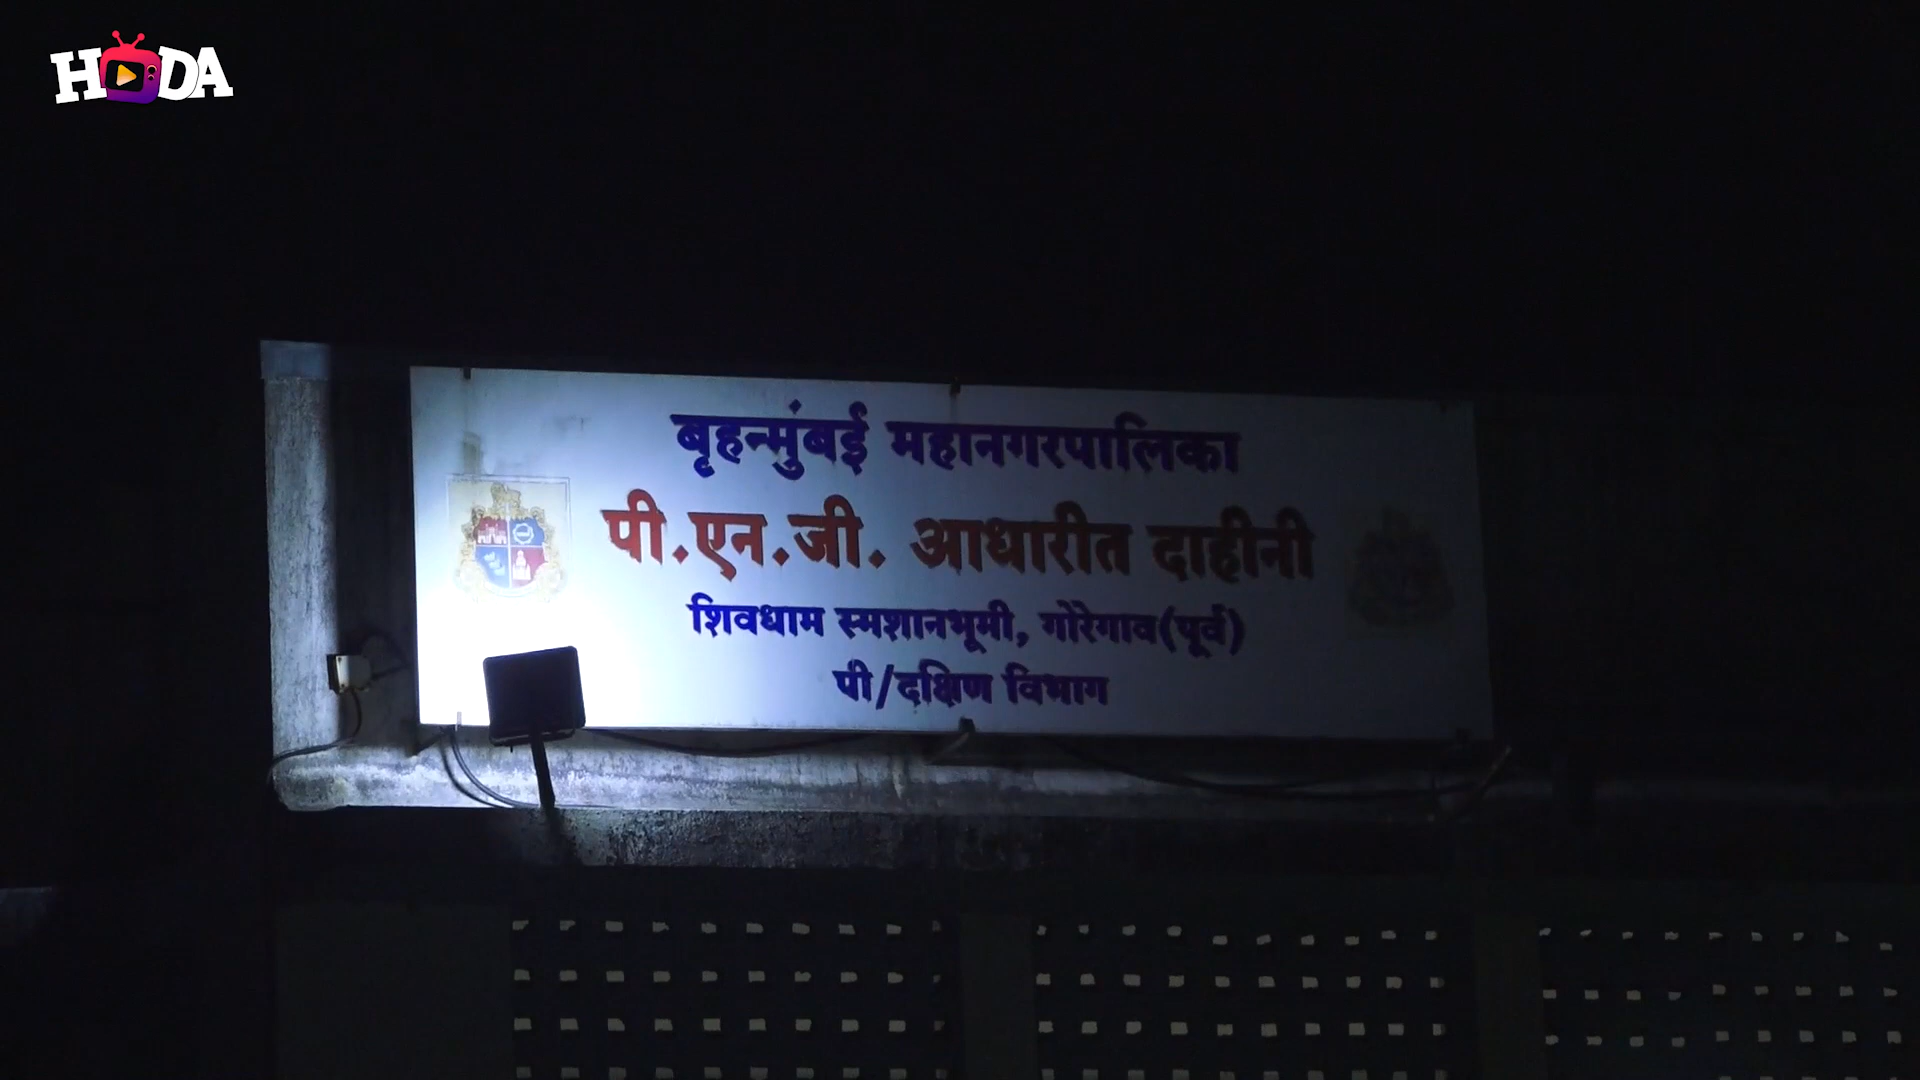 HODA
बृहन्मुंबई महानगरपालिका
पी.एन.जी. आधारीत दाहीनी
शिवधाम स्मशानभूमी, गोरेगाव(पूर्व)
पी/दक्षिण विभाग